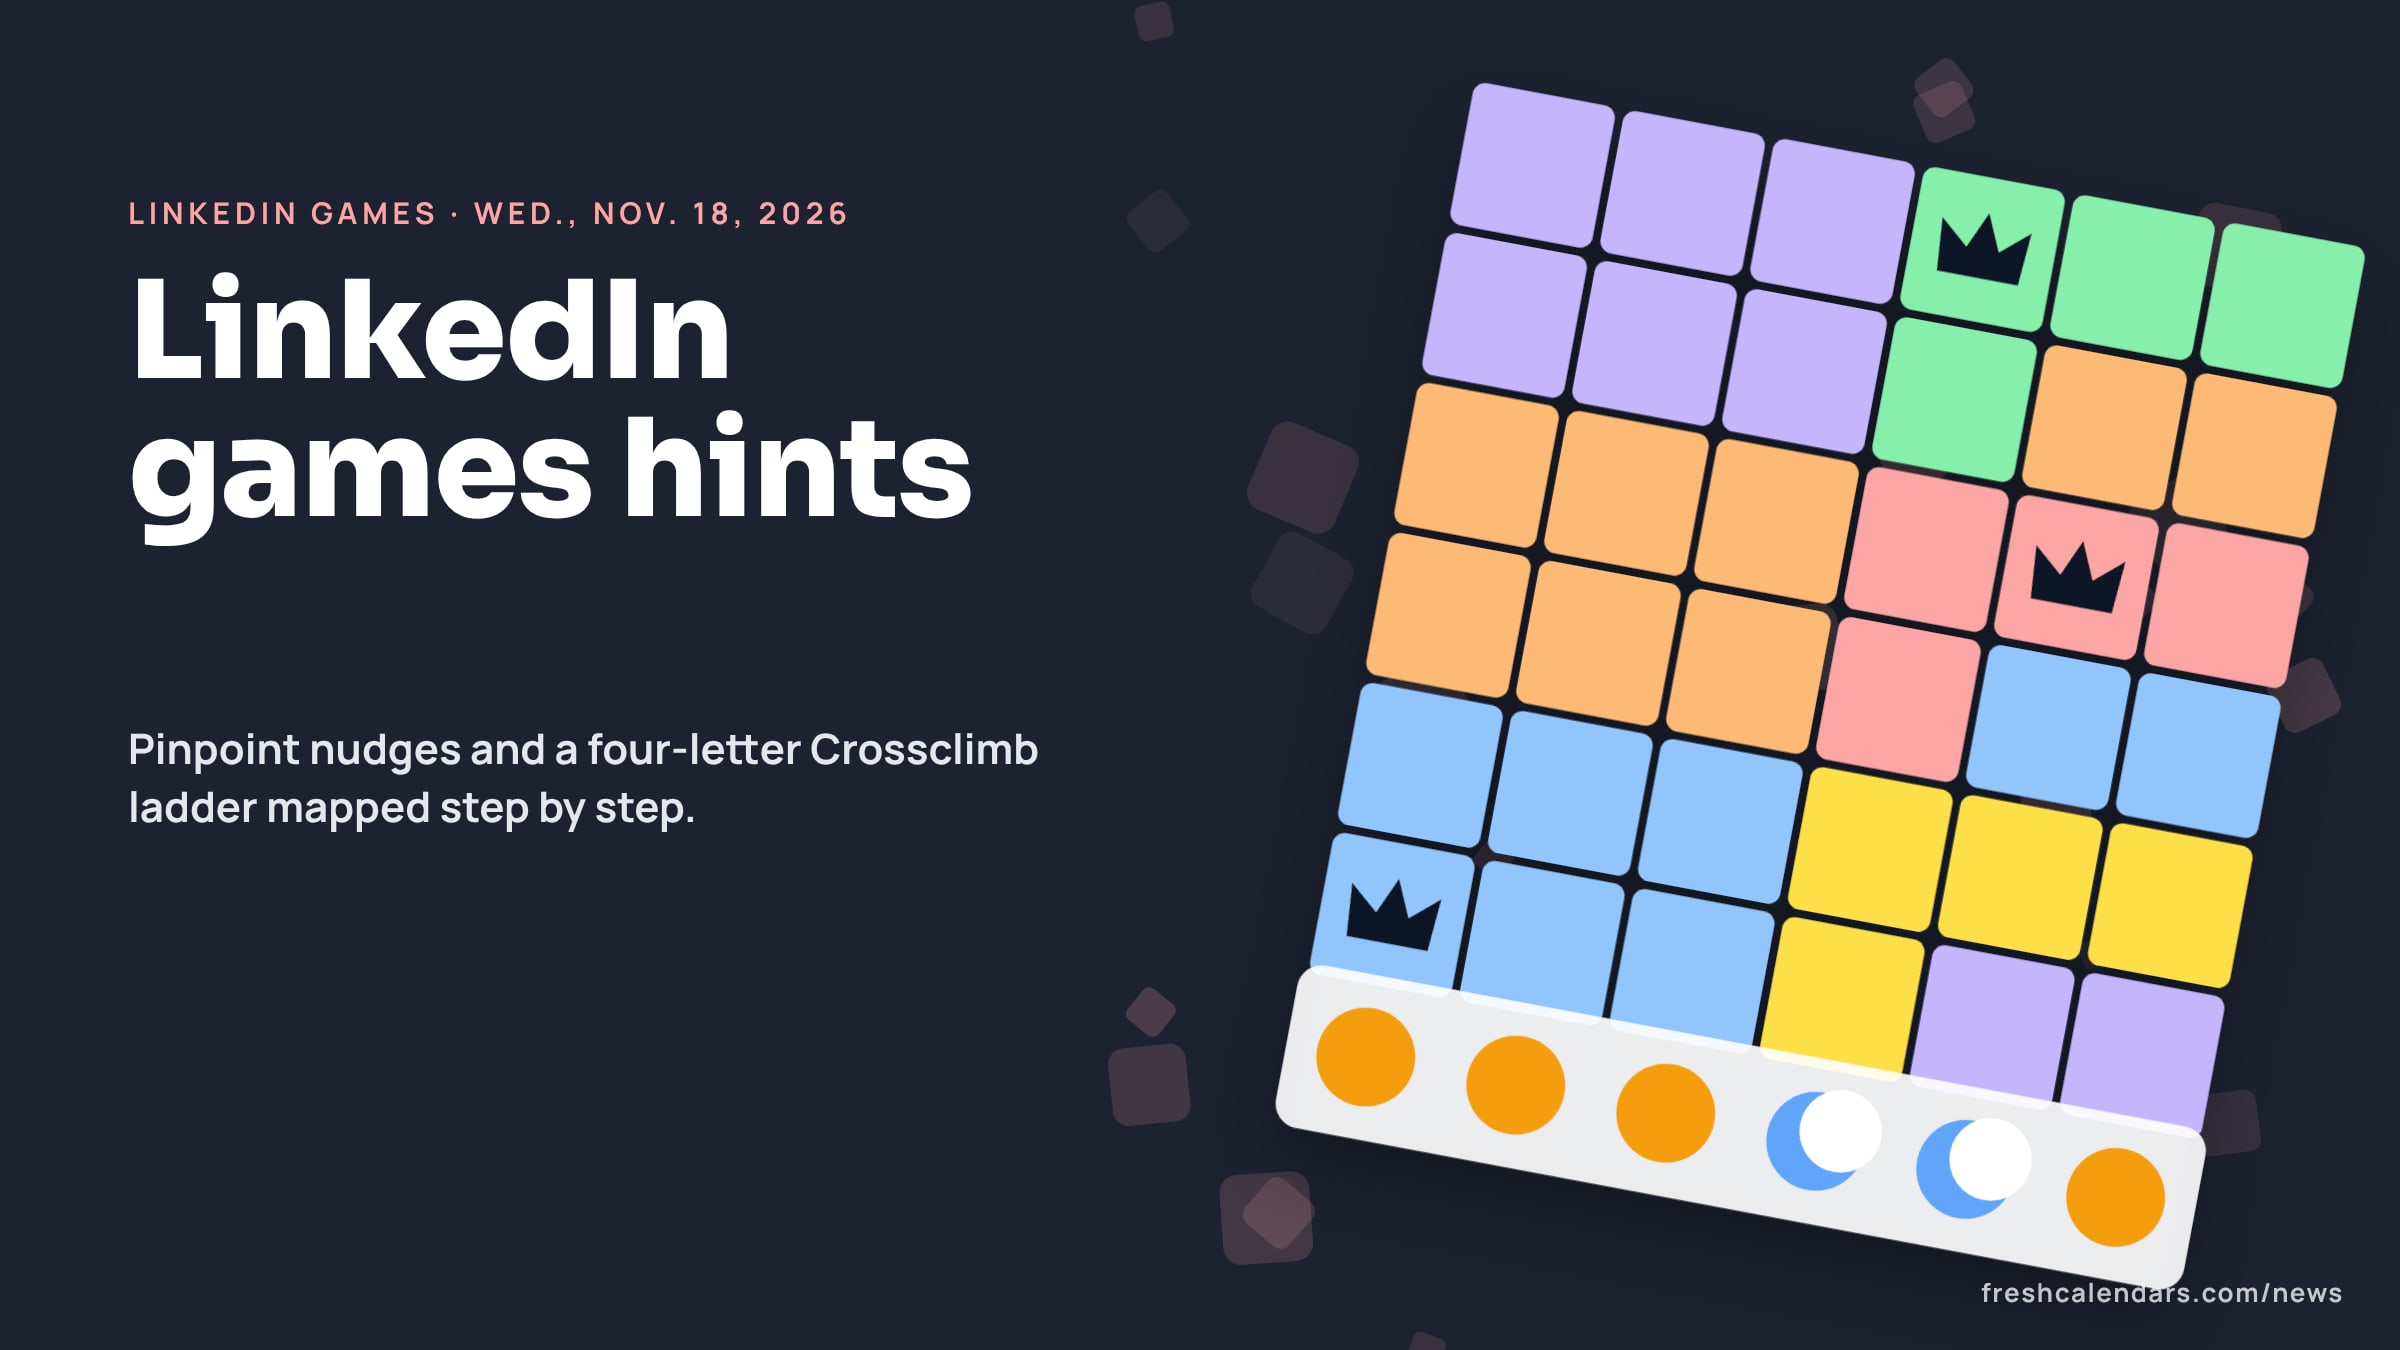 LINKEDIN GAMES · WED., NOV. 18, 2026
LinkedIn
games hints
Pinpoint nudges and a four-letter Crossclimb
ladder mapped step by step.
freshcalendars.com/news